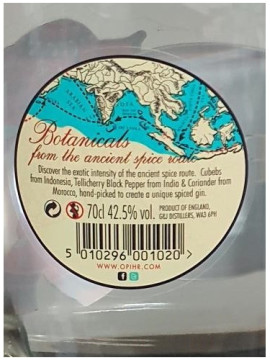 Botanicals
from the ancient spice route
Discover the exotic intensity of the ancient spice route. Cubebs
from Indonesia, Tellicherry Black Pepper from India & Coriander from
Morocco, hand-picked to create a unique spiced gin.
70cl 42.5% vol.
PRODUCT OF ENGLAND,
G&J DISTILLERS, WA3 6PH
5 010296 001020 >
WWW.OPIHR.COM